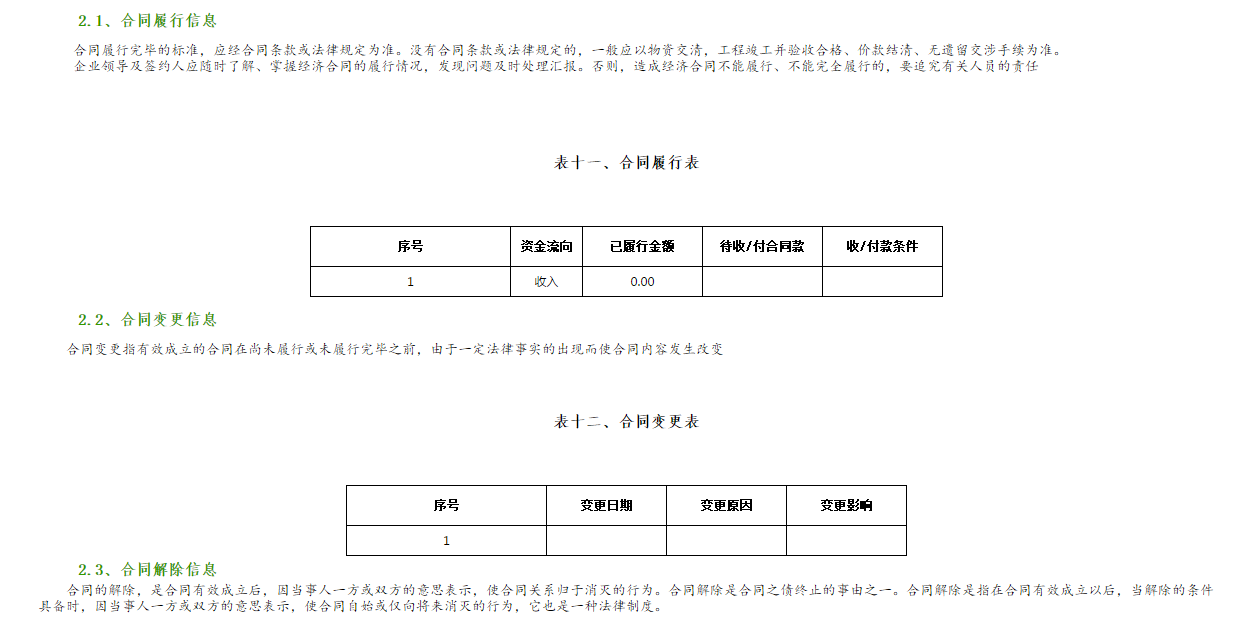 2.1、合同履行信息
合同履行完毕的标准，应经合同条款或法律规定为准。没有合同条款或法律规定的，一般应以物资交清，工程竣工并验收合格、价款结清、无遗留交涉手续为准。
企业领导及签约人应随时了解、掌握经济合同的履行情况，发现问题及时处理汇报。否则，造成经济合同不能履行、不能完全履行的，要追究有关人员的责任
表十一、合同履行表
序号 资金流向 已履行金额 待收/付合同款 收/付款条件
1 收入 0.00
2.2、合同变更信息
合同变更指有效成立的合同在尚未履行或未履行完毕之前，由于一定法律事实的出现而使合同内容发生改变
表十二、合同变更表
序号 变更日期 变更原因 变更影响
1
2.3、合同解除信息
合同的解除，是合同有效成立后，因当事人一方或双方的意思表示，使合同关系归于消灭的行为。合同解除是合同之债终止的事由之一。合同解除是指在合同有效成立以后，当解除的条件
具备时，因当事人一方或双方的意思表示，使合同自始或仅向将来消灭的行为，它也是一种法律制度。